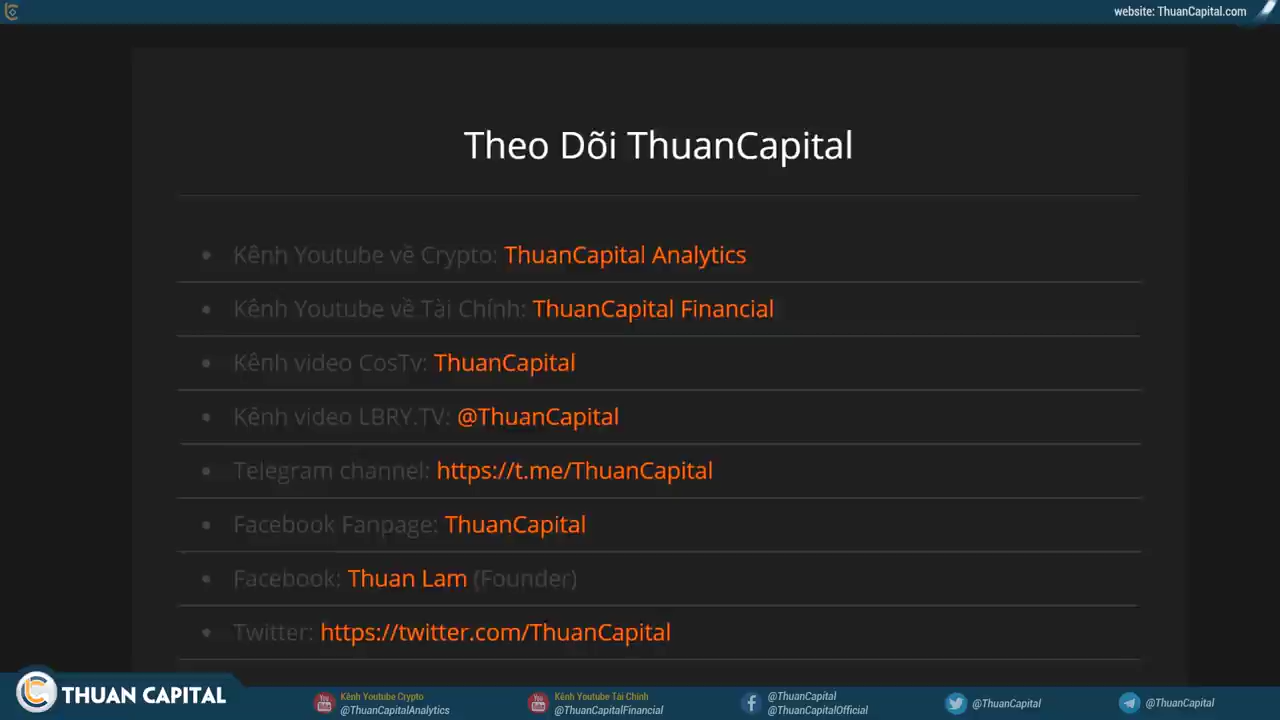 website: ThuanCapital.com
Theo Dõi ThuanCapital
Kênh Youtube về Crypto: ThuanCapital Analytics
Kênh Youtube về Tài Chính: ThuanCapital Financial
Kênh video CosTv: ThuanCapital
Kênh video LBRY.TV: @ThuanCapital
Telegram channel: https://t.me/ThuanCapital
Facebook Fanpage: ThuanCapital
Facebook: Thuan Lam (Founder)
Twitter: https://twitter.com/ThuanCapital
THUAN CAPITAL
Kênh Youtube Crypto
@ThuanCapitalAnalytics
Kênh Youtube Tài Chính
@ThuanCapitalFinancial
@ThuanCapital
@ThuanCapitalOfficial
@ThuanCapital
@ThuanCapital